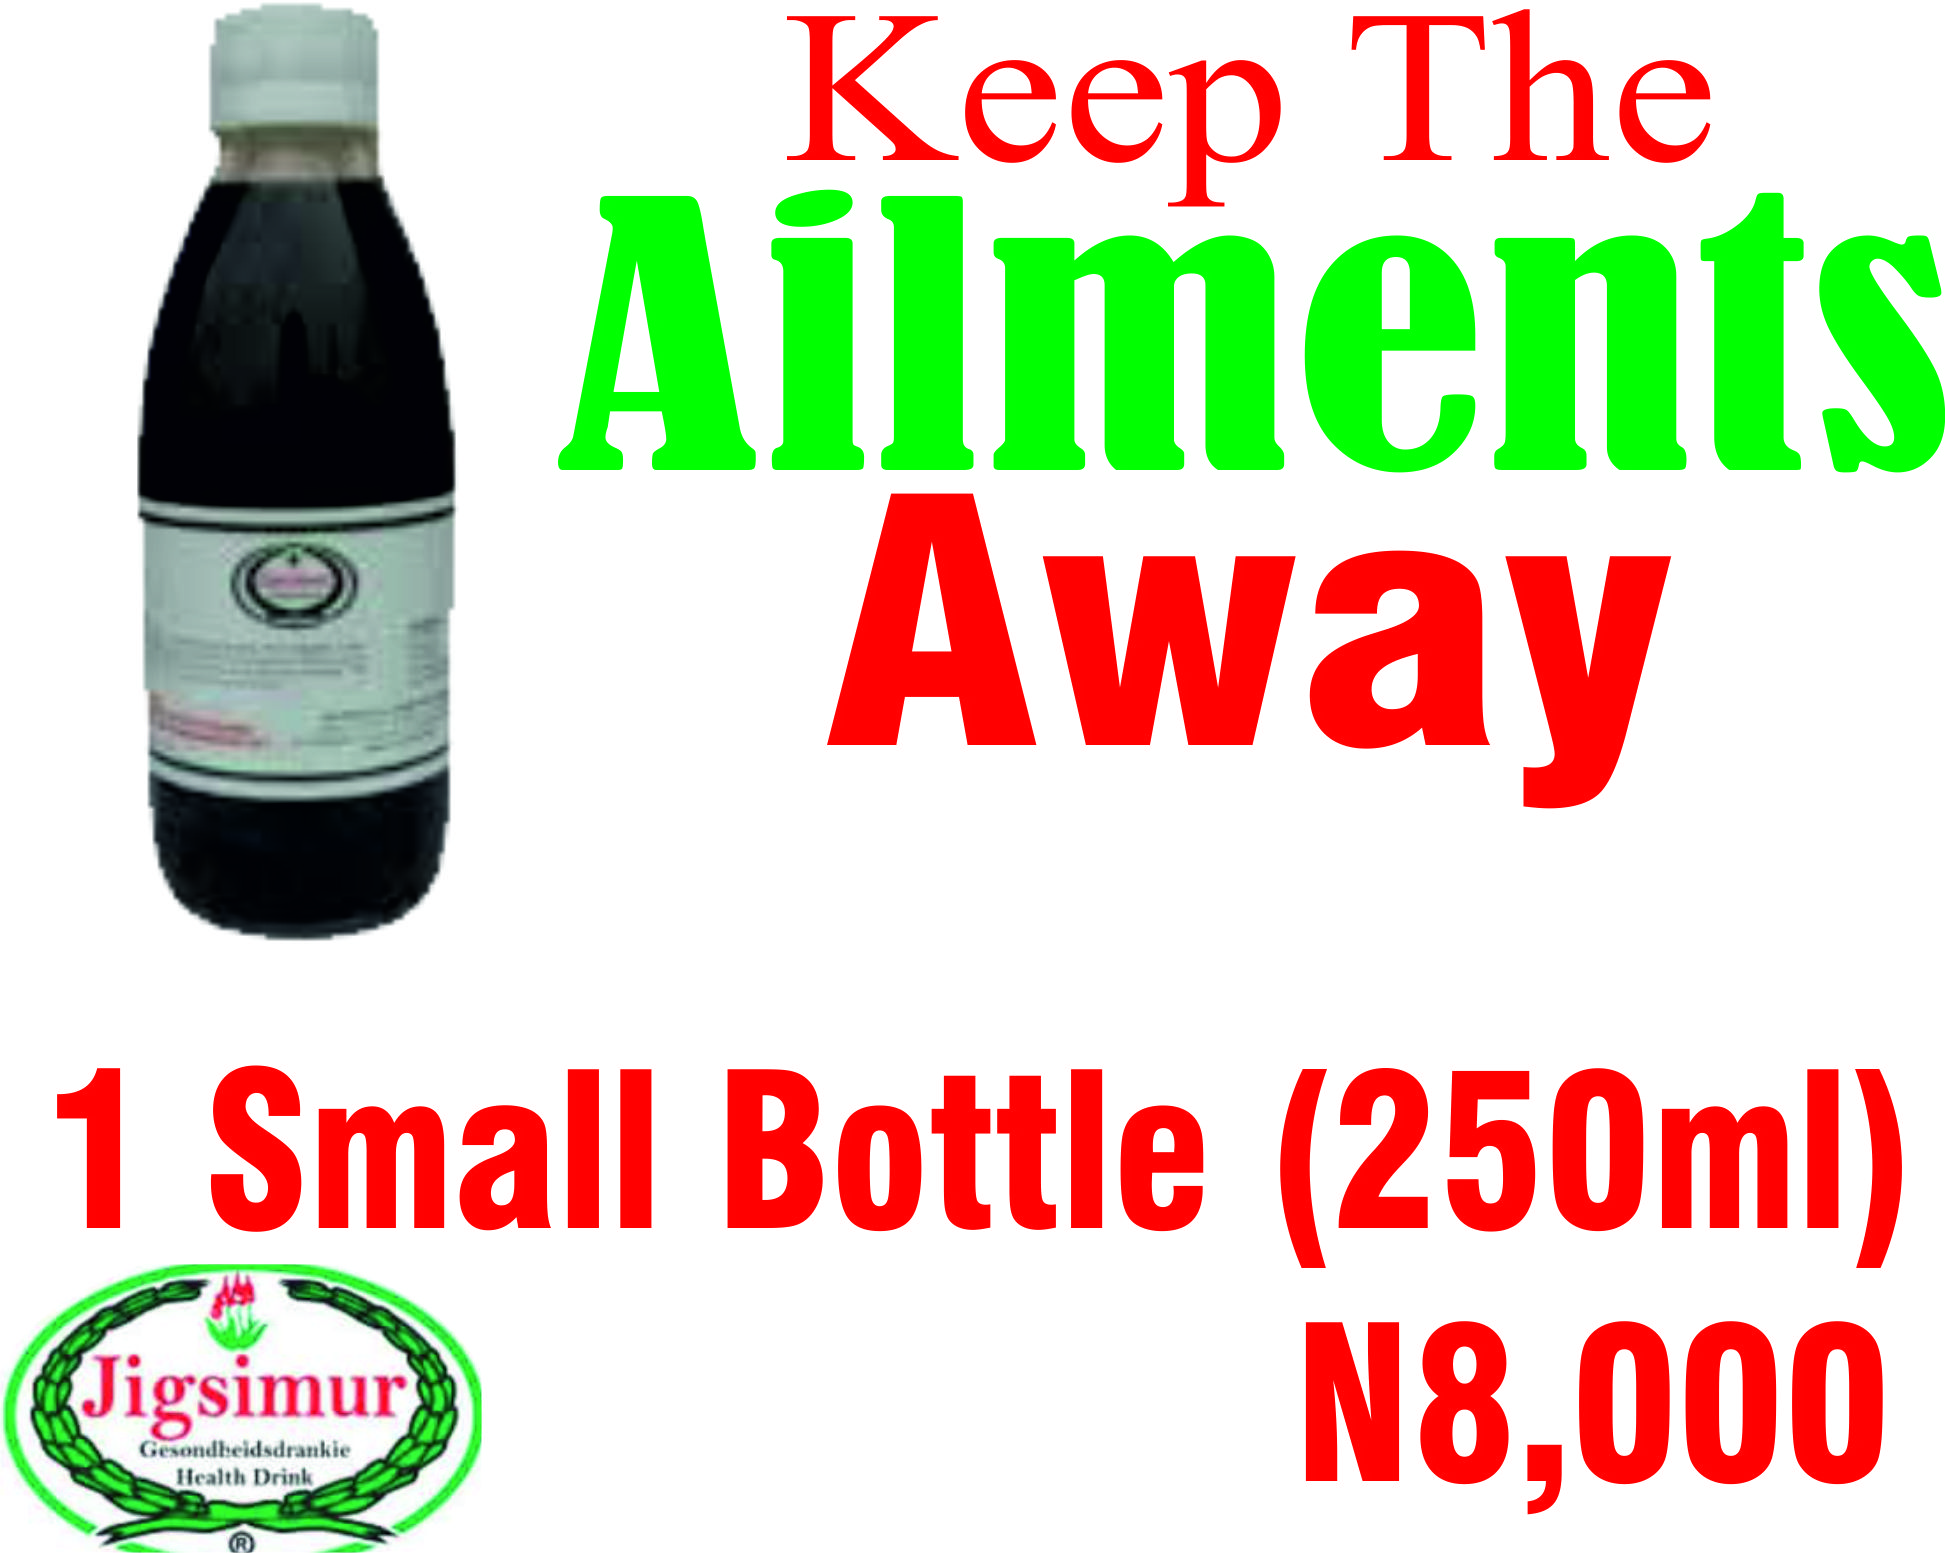 Keep The
Ailments
Away
1 Small Bottle (250ml)
N8,000
Jigsimur
Gesondheidsdrankie
Health Drink
®